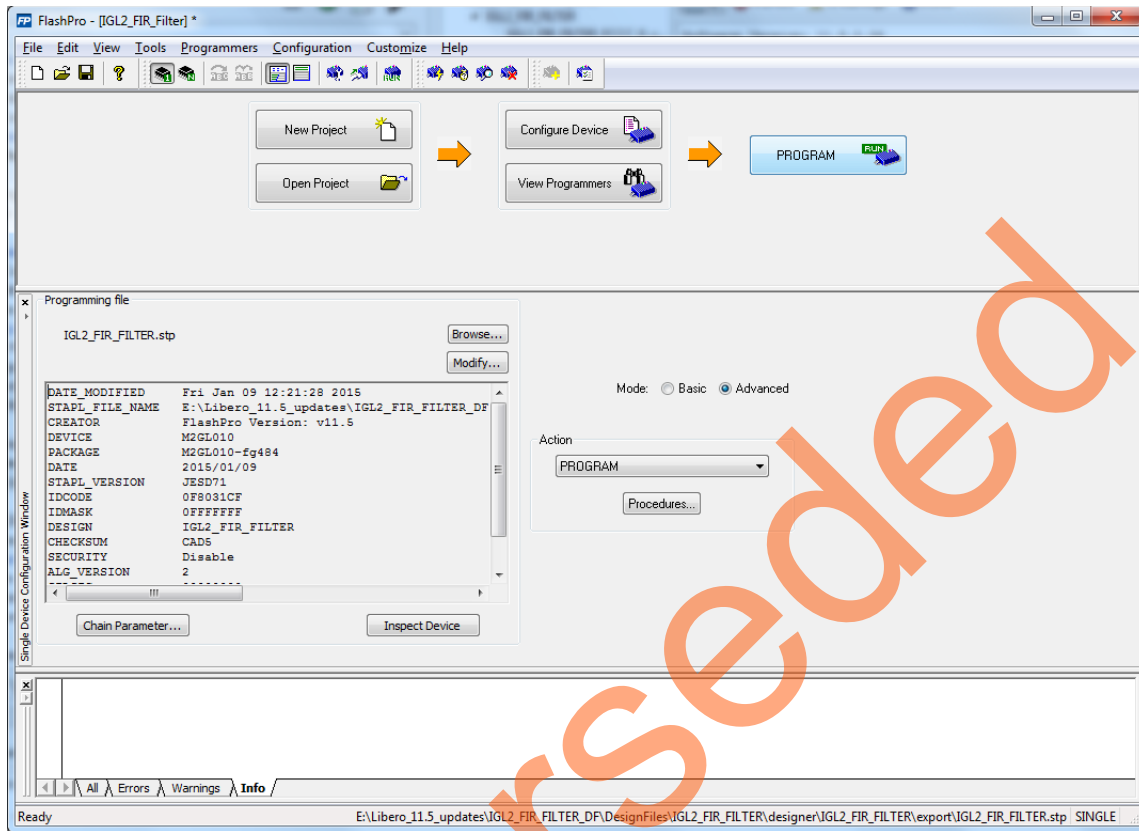 FlashPro - [IGL2_FIR_Filter] *
File Edit View Tools Programmers Configuration Customize Help
New Project
Open Project
Configure Device
View Programmers
PROGRAM
RUN
Programming file
IGL2_FIR_FILTER.stp
Browse...
Modify...
DATE_MODIFIED Fri Jan 09 12:21:28 2015
STAPL_FILE_NAME E:\Libero_11.5_updates\IGL2_FIR_FILTER_DF
CREATOR FlashPro Version: v11.5
DEVICE M2GL010
PACKAGE M2GL010-fg484
DATE 2015/01/09
STAPL_VERSION JESD71
IDCODE 0F8031CF
IDMASK 0FFFFFFF
DESIGN IGL2_FIR_FILTER
CHECKSUM CAD5
SECURITY Disable
ALG_VERSION 2
Chain Parameter...
Inspect Device
Mode: Basic Advanced
Action
PROGRAM
Procedures...
Single Device Configuration Window
All Errors Warnings Info
Ready E:\Libero_11.5_updates\IGL2_FIR_FILTER_DF\DesignFiles\IGL2_FIR_FILTER\designer\IGL2_FIR_FILTER\export\IGL2_FIR_FILTER.stp SINGLE
rseded